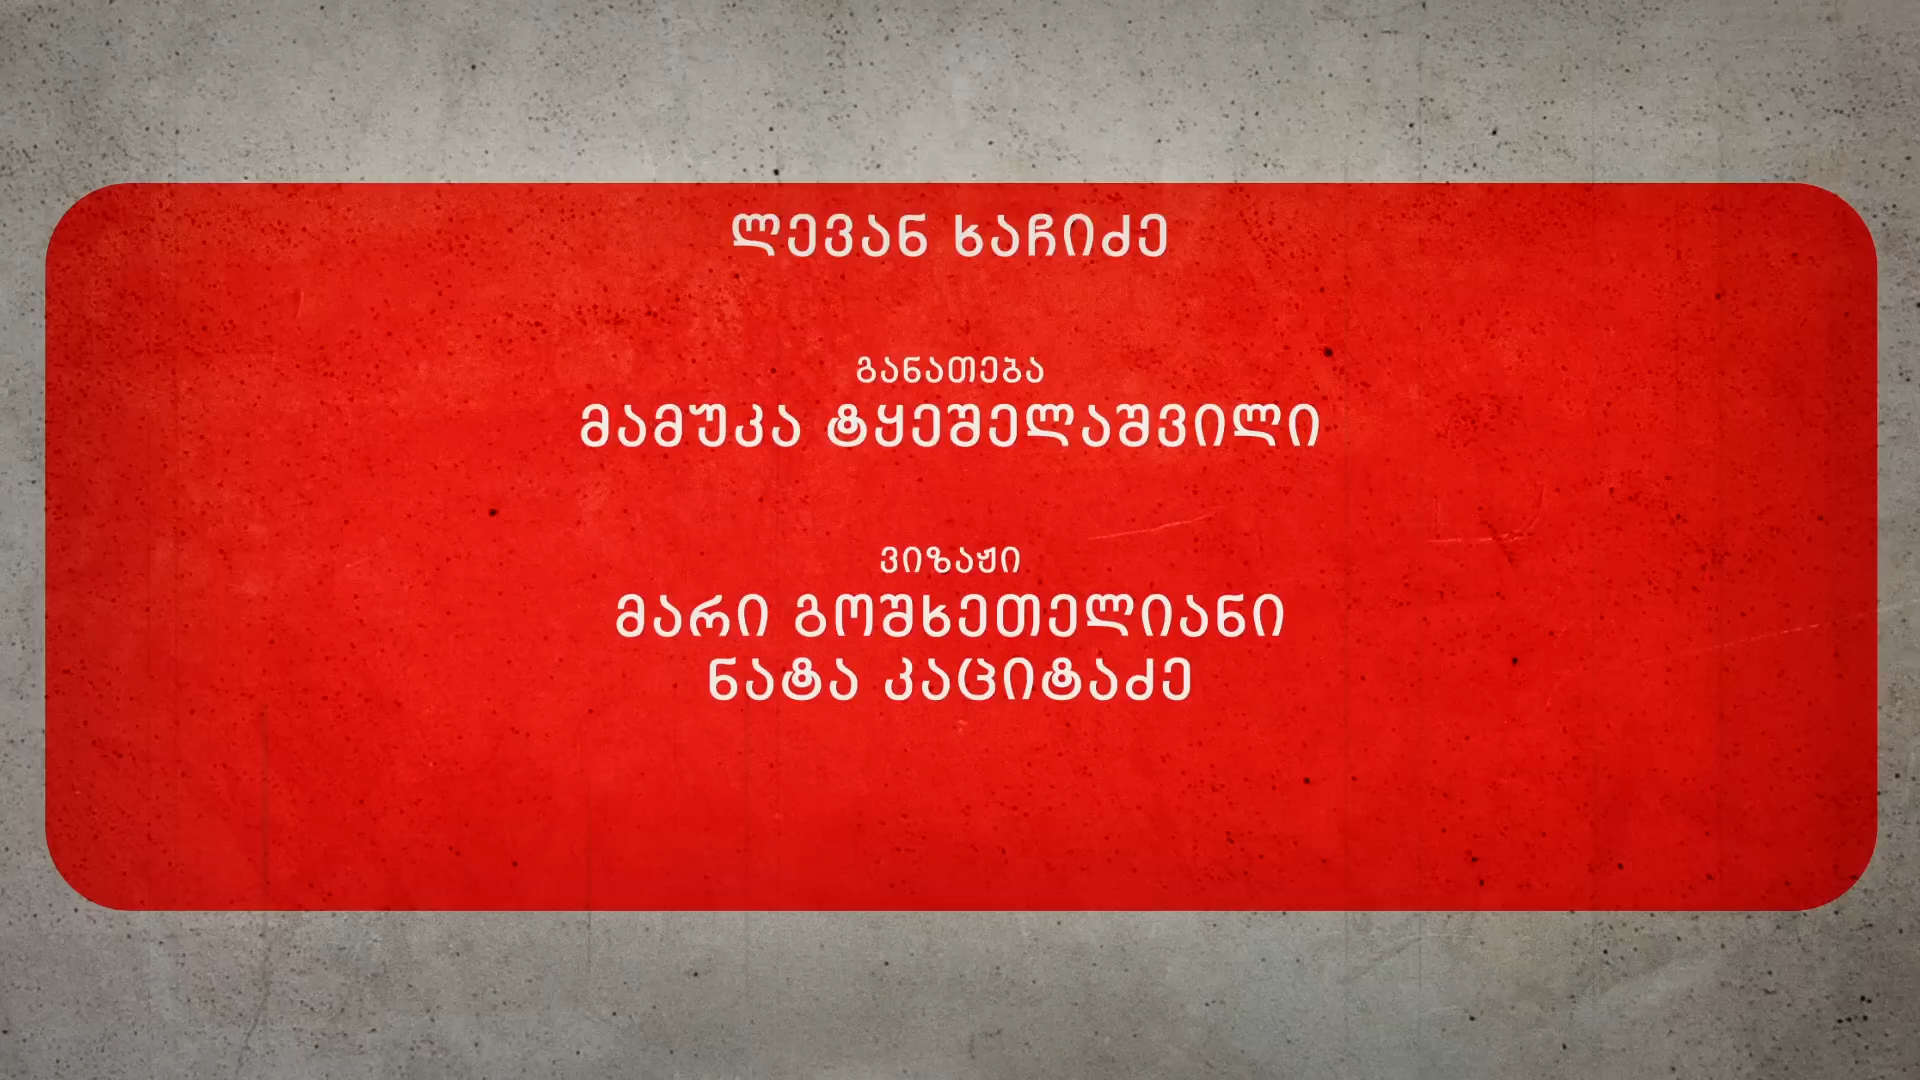 ლევან ხაჩიძე
განათება
მამუკა ტყეშელაშვილი
ვიზაჟი
მარი გოშხეთელიანი
ნატა კაციტაძე